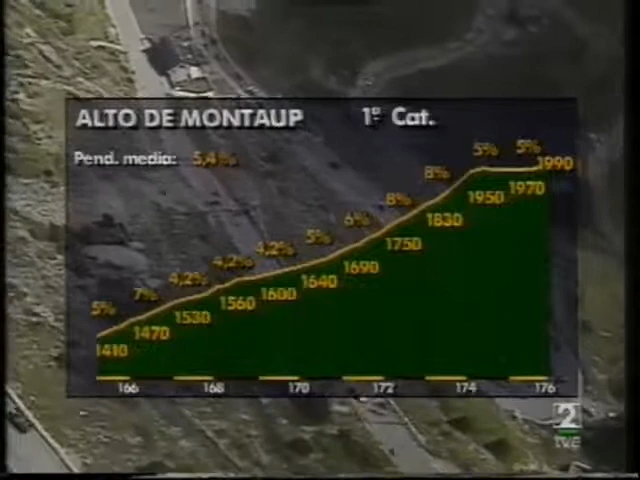 ALTO DE MONTAUP 1ª Cat.
Pend. media: 5,4%
5% 7% 4,2% 4,2% 4,2% 5% 6% 8% 8% 5% 5%
1410 1470 1530 1560 1600 1640 1690 1750 1830 1950 1970 1990
166 168 170 172 174 176
2
tve